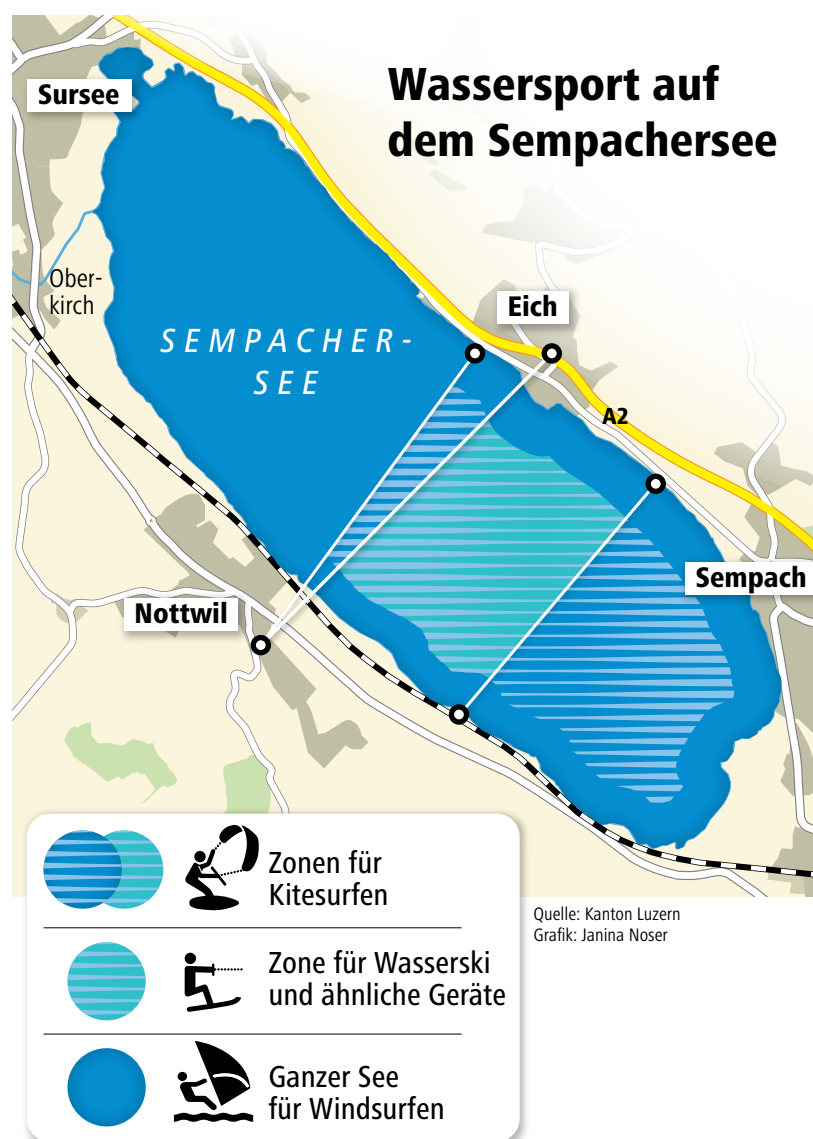 Wassersport auf
dem Sempachersee
Sursee
Ober-
kirch
SEMPACHER-
SEE
Eich
A2
Sempach
Nottwil
Zonen für
Kitesurfen
Zone für Wasserski
und ähnliche Geräte
Ganzer See
für Windsurfen
Quelle: Kanton Luzern
Grafik: Janina Noser